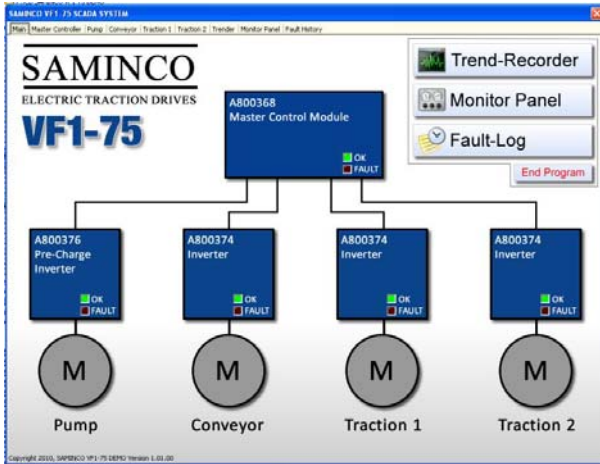 SAMINCO VF1-75 SCADA SYSTEM
Main Master Controller Pump Conveyor Traction 1 Traction 2 Trender Monitor Panel Fault History
SAMINCO
ELECTRIC TRACTION DRIVES
VF1-75
Trend-Recorder
Monitor Panel
Fault-Log
End Program
A800368
Master Control Module
OK
FAULT
A800376
Pre-Charge
Inverter
OK
FAULT
A800374
Inverter
OK
FAULT
A800374
Inverter
OK
FAULT
A800374
Inverter
OK
FAULT
M
M
M
M
Pump
Conveyor
Traction 1
Traction 2
Copyright 2010, SAMINCO VF1-75 DEMO Version 1.01.00